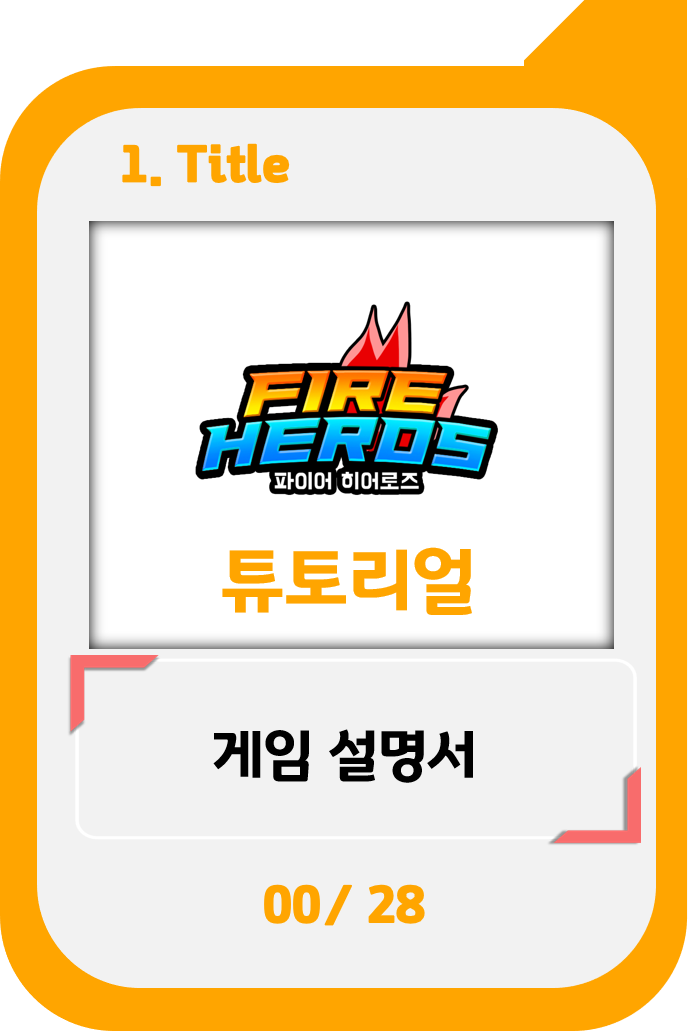 1. Title
FIRE
HEROS
파이어 히어로즈
튜토리얼
게임 설명서
00/ 28